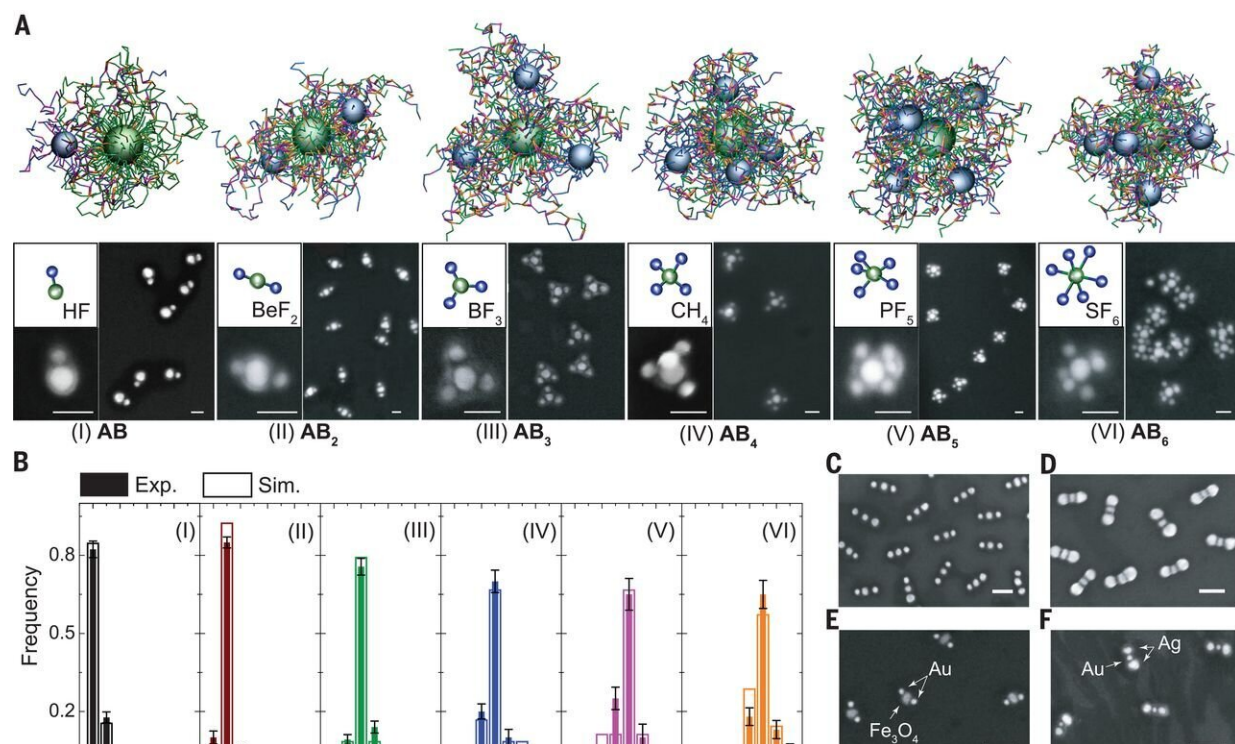 A
HF
BeF₂
BF₃
CH₄
PF₅
SF₆
(I) AB
(II) AB₂
(III) AB₃
(IV) AB₄
(V) AB₅
(VI) AB₆
B
Exp.
Sim.
(I)
(II)
(III)
(IV)
(V)
(VI)
Frequency
0.8
0.5
0.2
C
D
E
Au
Fe₃O₄
F
Ag
Au